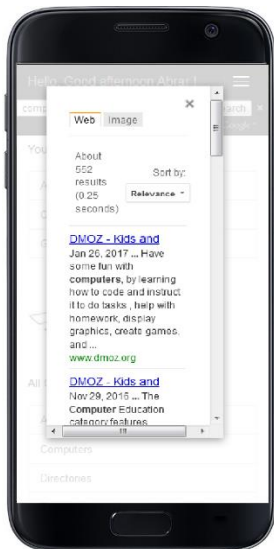 Hello, Good afternoon Abrar !
×
Web Image
About
552
results
(0.25
seconds)
Sort by:
Relevance
DMOZ - Kids and
Jan 26, 2017 ... Have
some fun with
computers, by learning
how to code and instruct
it to do tasks , help with
homework, display
graphics, create games,
and ...
www.dmoz.org
DMOZ - Kids and
Nov 29, 2016 ... The
Computer Education
category features
Computers
Directories